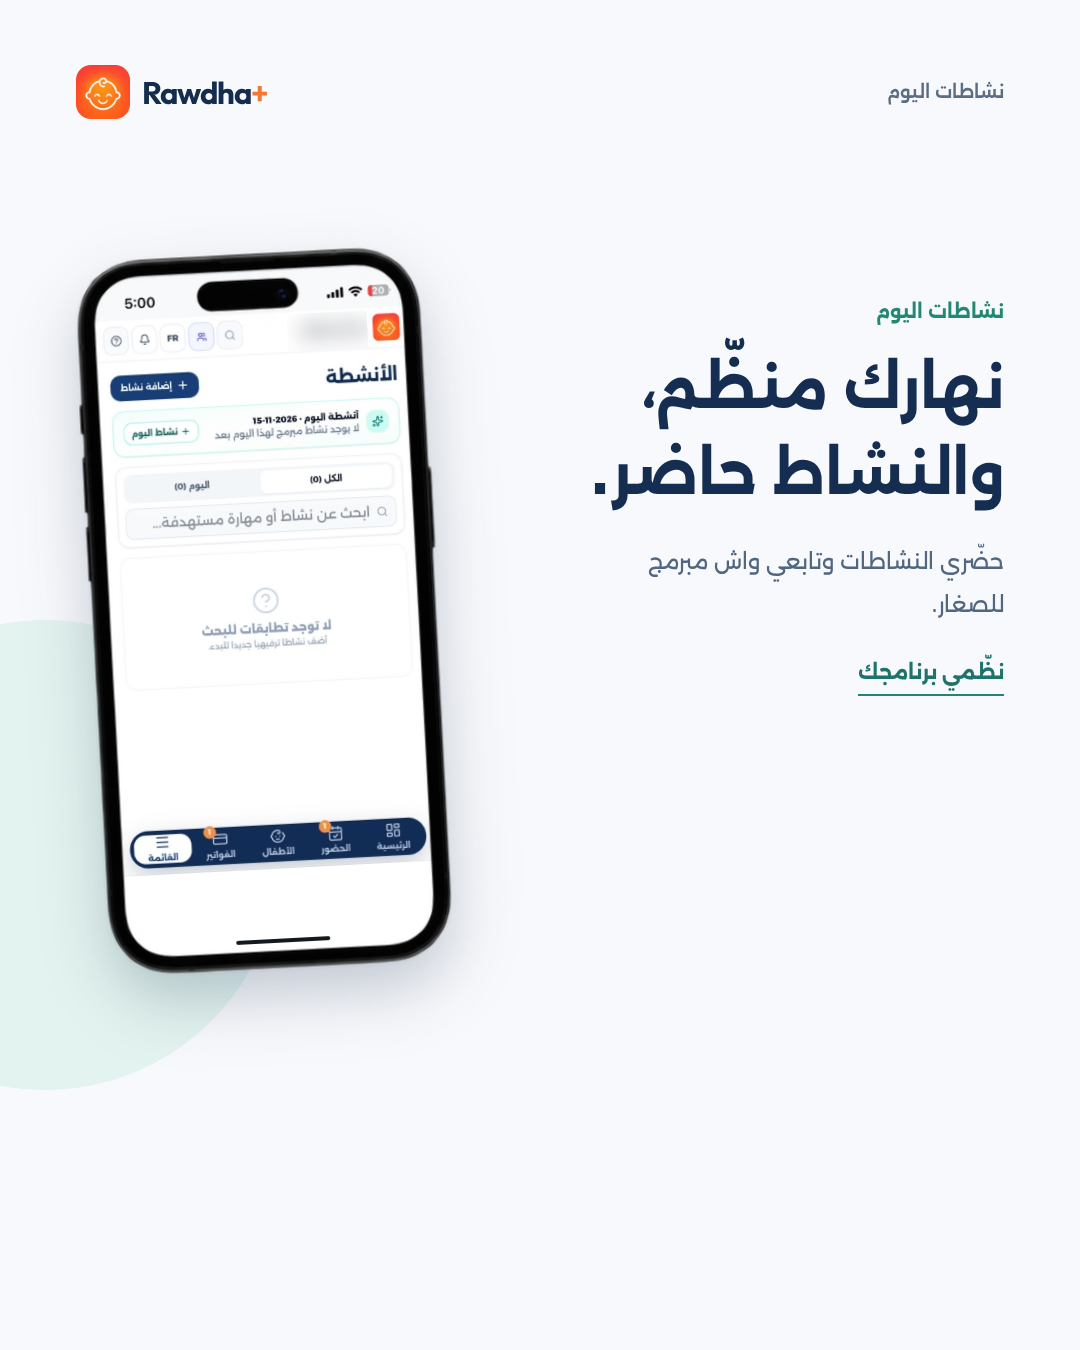 Rawdha+
نشاطات اليوم
نشاطات اليوم
نهارك منظّم،
والنشاط حاضر.
حضّري النشاطات وتابعي واش مبرمج
للصغار.
نظّمي برنامجك
5:00
20
FR
الأنشطة
+ إضافة نشاط
أنشطة اليوم · 2026-11-15
لا يوجد نشاط مبرمج لهذا اليوم بعد
+ نشاط اليوم
الكل (0)
اليوم (0)
ابحث عن نشاط أو مهارة مستهدفة...
لا توجد تطابقات للبحث
أضف نشاطا ترفيهيا جديدا للبدء.
الرئيسية
1
الحضور
الأطفال
1
الفواتير
القائمة